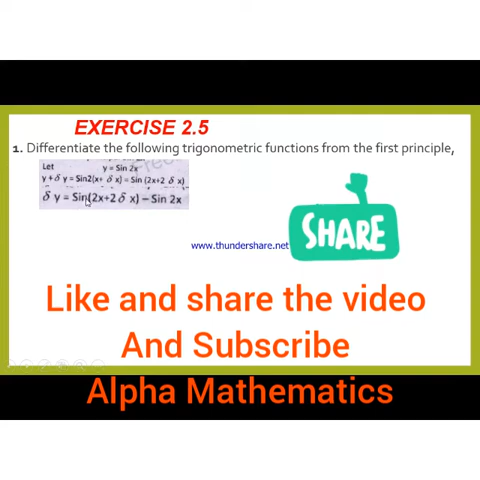 EXERCISE 2.5
1. Differentiate the following trigonometric functions from the first principle,
Let y = Sin 2x
y + δ y = Sin2(x+ δ x) = Sin (2x+2 δ x)
δ y = Sin(2x+2 δ x) – Sin 2x
www.thundershare.net
SHARE
Like and share the video
And Subscribe
Alpha Mathematics